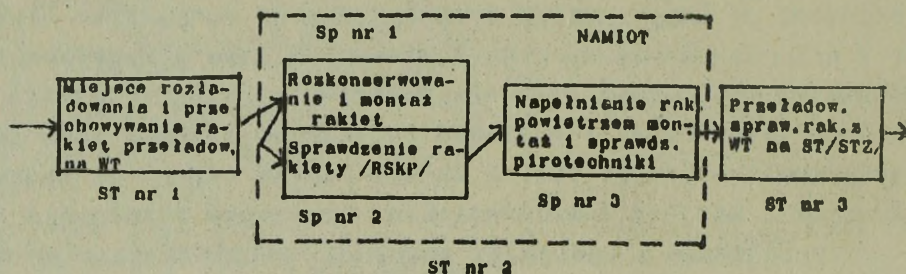 Sp nr 1
NAMIOT
Miejsce rozła-
dowania i prze
chowywania ra-
kiet przeładow.
na WT
ST nr 1
Rozkonserwowa-
nie i montaż
rakiet
Sprawdzenie ra-
kiety /RSKP/
Sp nr 2
Napełnianie rak
powietrzem mon-
taż i sprawdz.
pirotechniki
Sp nr 3
Przeładow.
spraw.rak.z
WT na ST/STZ/
ST nr 3
ST nr 2